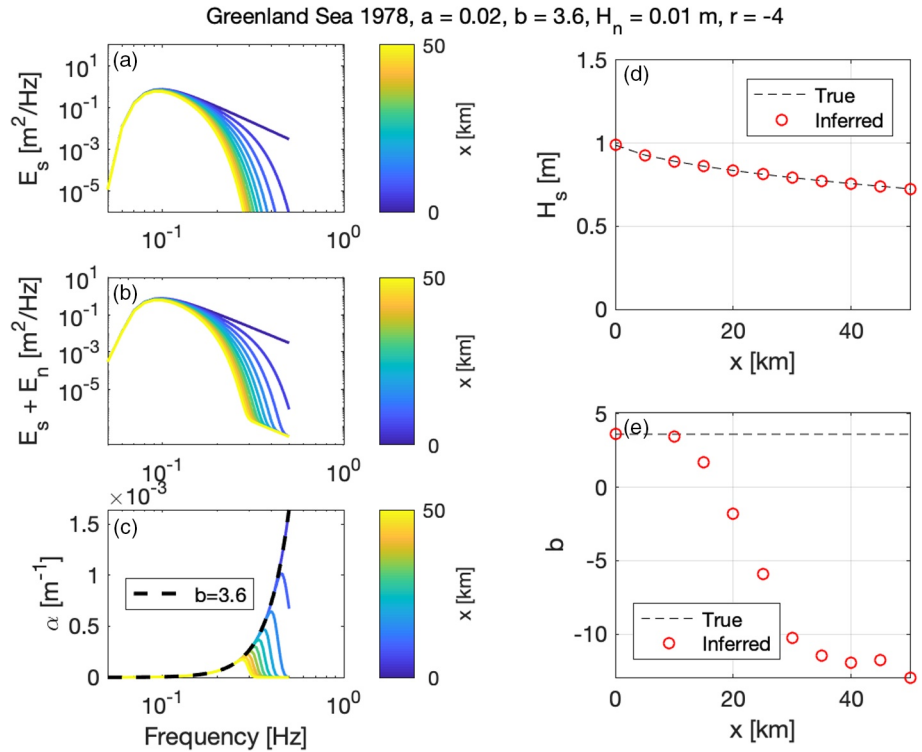 Greenland Sea 1978, a = 0.02, b = 3.6, H_n = 0.01 m, r = -4
(a)
E_s [m^2/Hz]
10^1
10^-1
10^-3
10^-5
10^-1
10^0
50
0
x [km]
(b)
E_s + E_n [m^2/Hz]
10^1
10^-1
10^-3
10^-5
10^-1
10^0
50
0
x [km]
×10^-3
(c)
α [m^-1]
1.5
1
0.5
0
b=3.6
10^-1
10^0
Frequency [Hz]
50
0
x [km]
(d)
H_s [m]
1.5
1
0.5
0
True
Inferred
0
20
40
x [km]
(e)
b
5
0
-5
-10
True
Inferred
0
20
40
x [km]